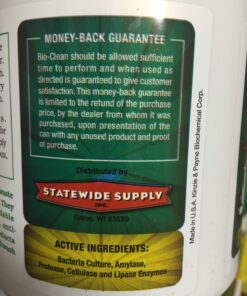 MONEY-BACK GUARANTEE
Bio-Clean should be allowed sufficient
time to perform and when used as
directed is guaranteed to give customer
satisfaction. This money-back guarantee
is limited to the refund of the purchase
price, by the dealer from whom it was
purchased, upon presentation of the
can with any unused product and proof
of purchase.
Distributed by
STATEWIDE SUPPLY
INC.
Dane, WI 53529
ACTIVE INGREDIENTS:
Bacteria Culture, Amylase,
Protease, Cellulase and Lipase Enzymes
Made in U.S.A. Kinzie & Payne Biochemical Corp.